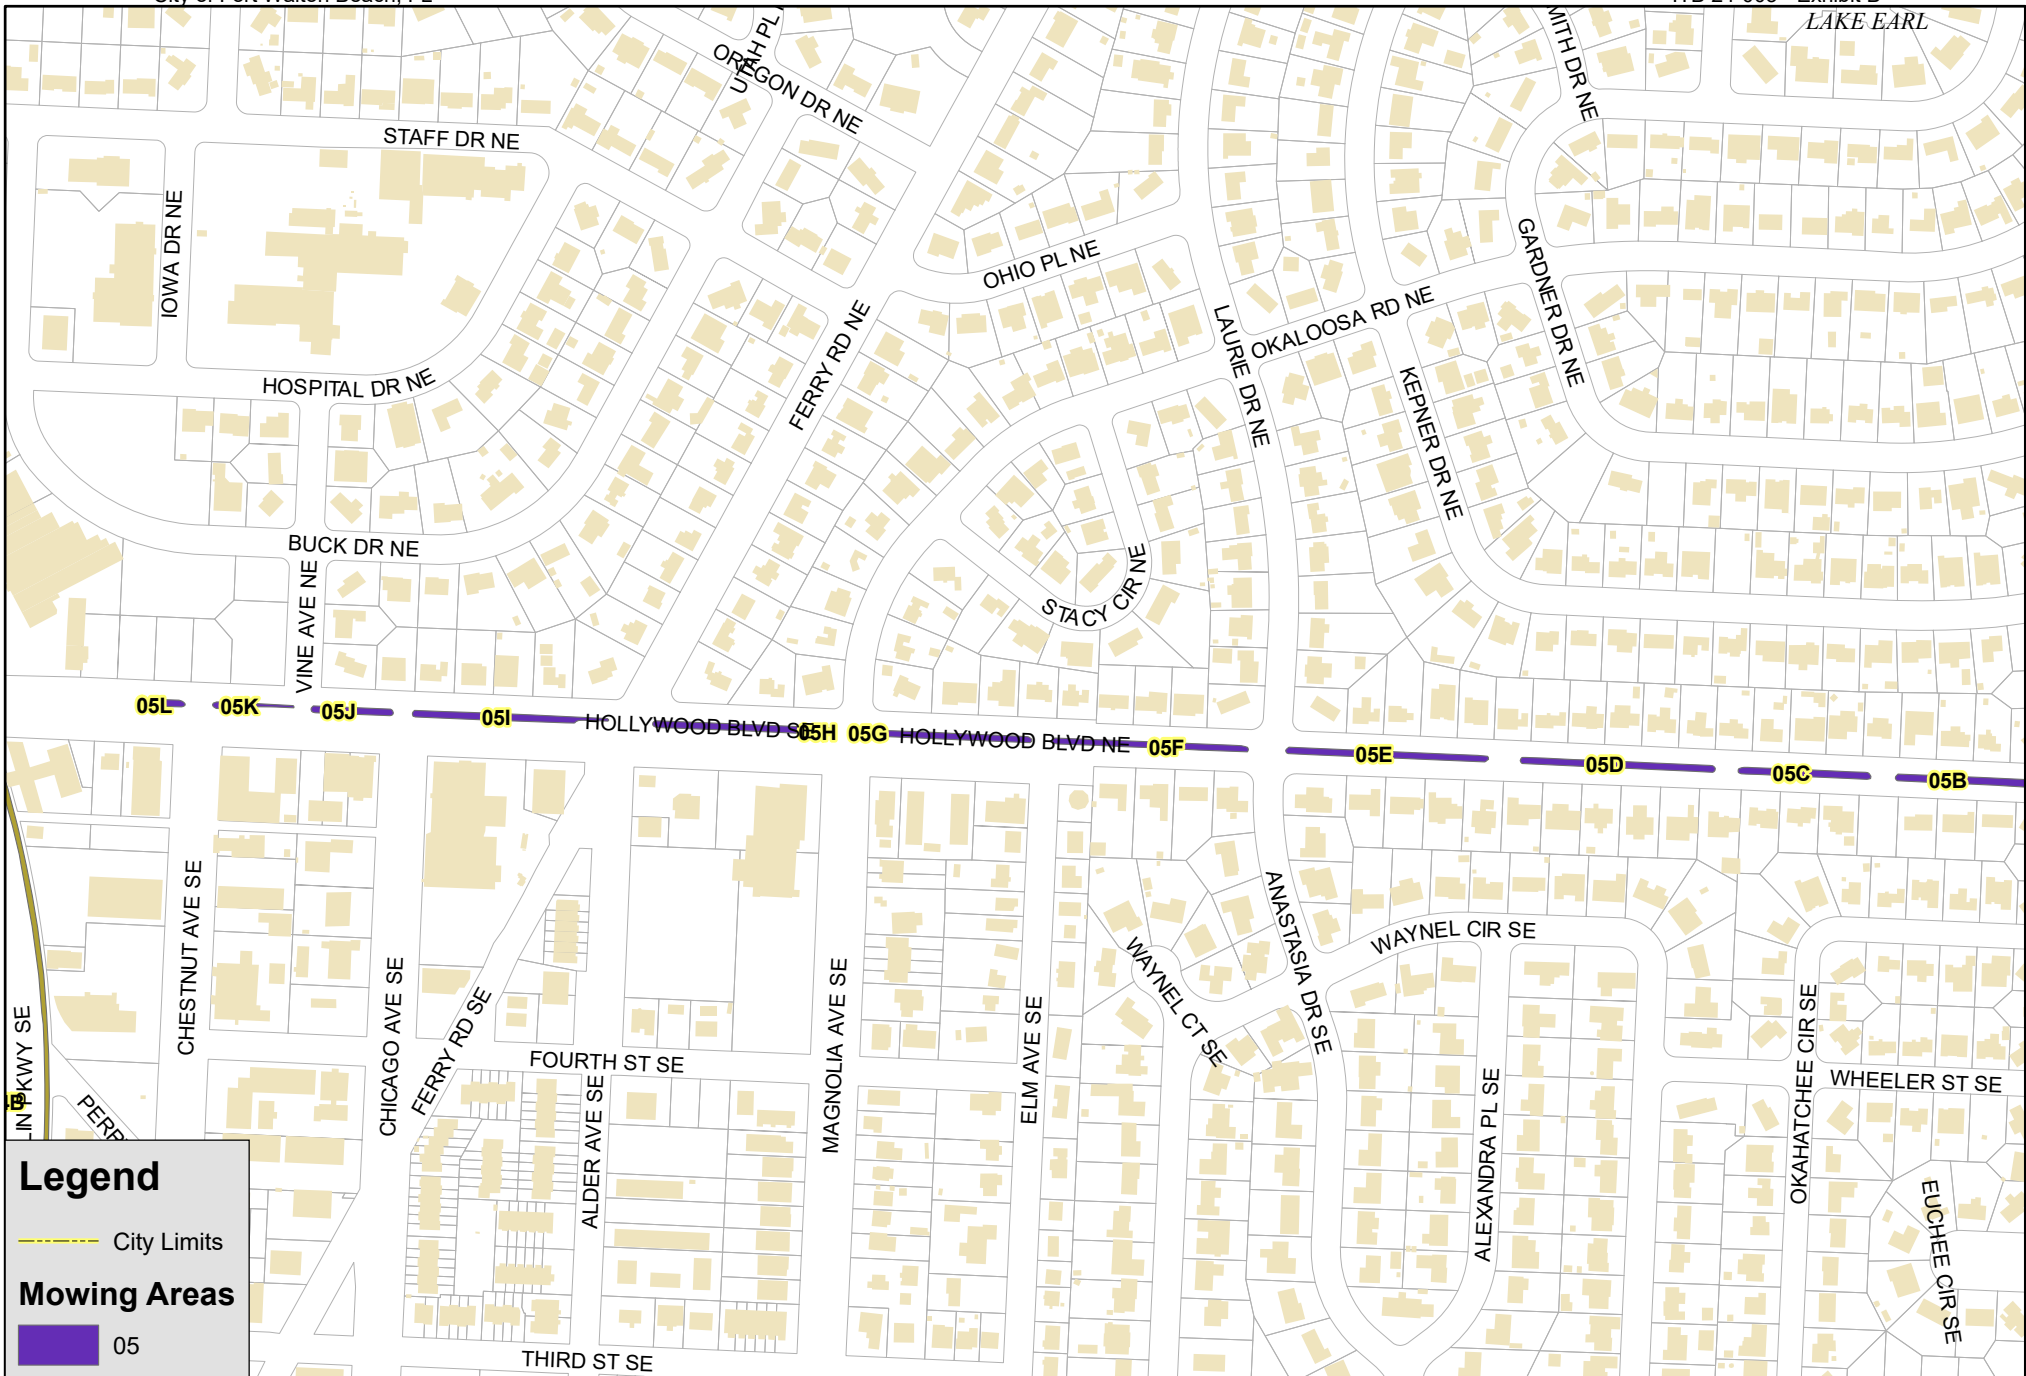 LAKE EARL
UTAH PL
OREGON DR NE
STAFF DR NE
IOWA DR NE
HOSPITAL DR NE
BUCK DR NE
VINE AVE NE
FERRY RD NE
OHIO PL NE
LAURIE DR NE
OKALOOSA RD NE
KEPNER DR NE
GARDNER DR NE
STACY CIR NE
05L
05K
05J
05I
HOLLYWOOD BLVD SE
05H
05G
HOLLYWOOD BLVD NE
05F
05E
05D
05C
05B
CHESTNUT AVE SE
CHICAGO AVE SE
FERRY RD SE
FOURTH ST SE
ALDER AVE SE
MAGNOLIA AVE SE
ELM AVE SE
WAYNEL CT SE
ANASTASIA DR SE
WAYNEL CIR SE
ALEXANDRA PL SE
OKAHATCHEE CIR SE
WHEELER ST SE
EUCHEE CIR SE
THIRD ST SE
Legend
City Limits
Mowing Areas
05